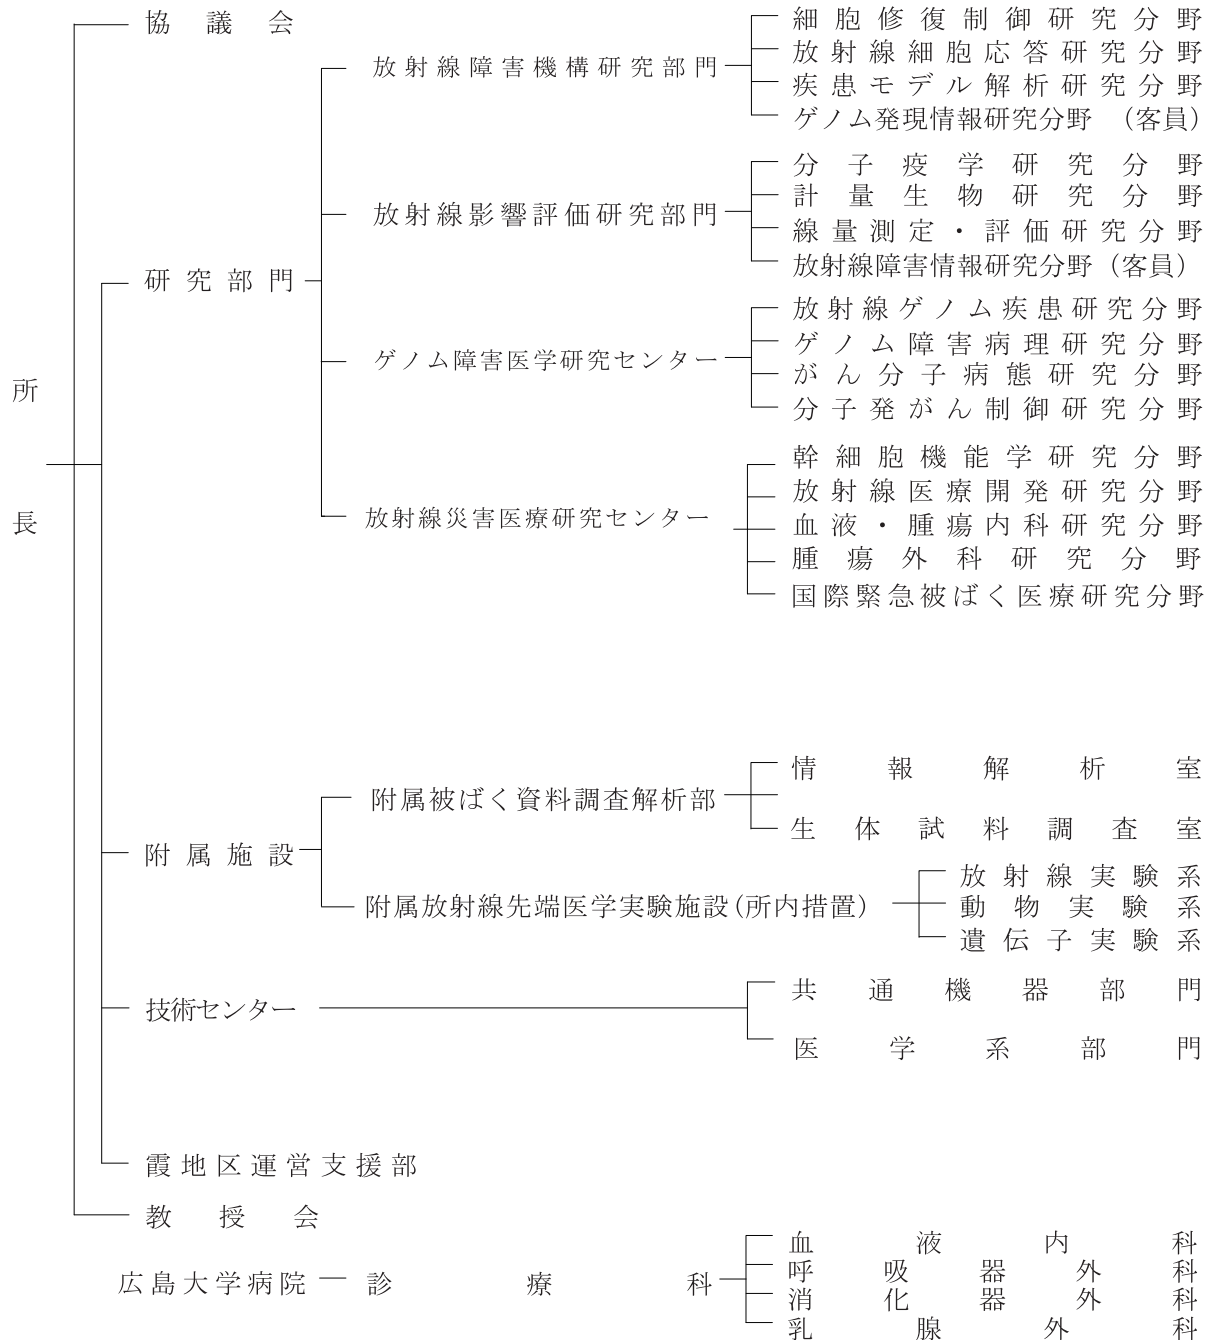 所長
協議会
研究部門
放射線障害機構研究部門
細胞修復制御研究分野
放射線細胞応答研究分野
疾患モデル解析研究分野
ゲノム発現情報研究分野 （客員）
放射線影響評価研究部門
分子疫学研究分野
計量生物研究分野
線量測定・評価研究分野
放射線障害情報研究分野（客員）
ゲノム障害医学研究センター
放射線ゲノム疾患研究分野
ゲノム障害病理研究分野
がん分子病態研究分野
分子発がん制御研究分野
放射線災害医療研究センター
幹細胞機能学研究分野
放射線医療開発研究分野
血液・腫瘍内科研究分野
腫瘍外科研究分野
国際緊急被ばく医療研究分野
附属施設
附属被ばく資料調査解析部
情報解析室
生体試料調査室
附属放射線先端医学実験施設（所内措置）
放射線実験系
動物実験系
遺伝子実験系
技術センター
共通機器部門
医学系部門
霞地区運営支援部
教授会
広島大学病院
診療科
血液内科
呼吸器外科
消化器外科
乳腺外科